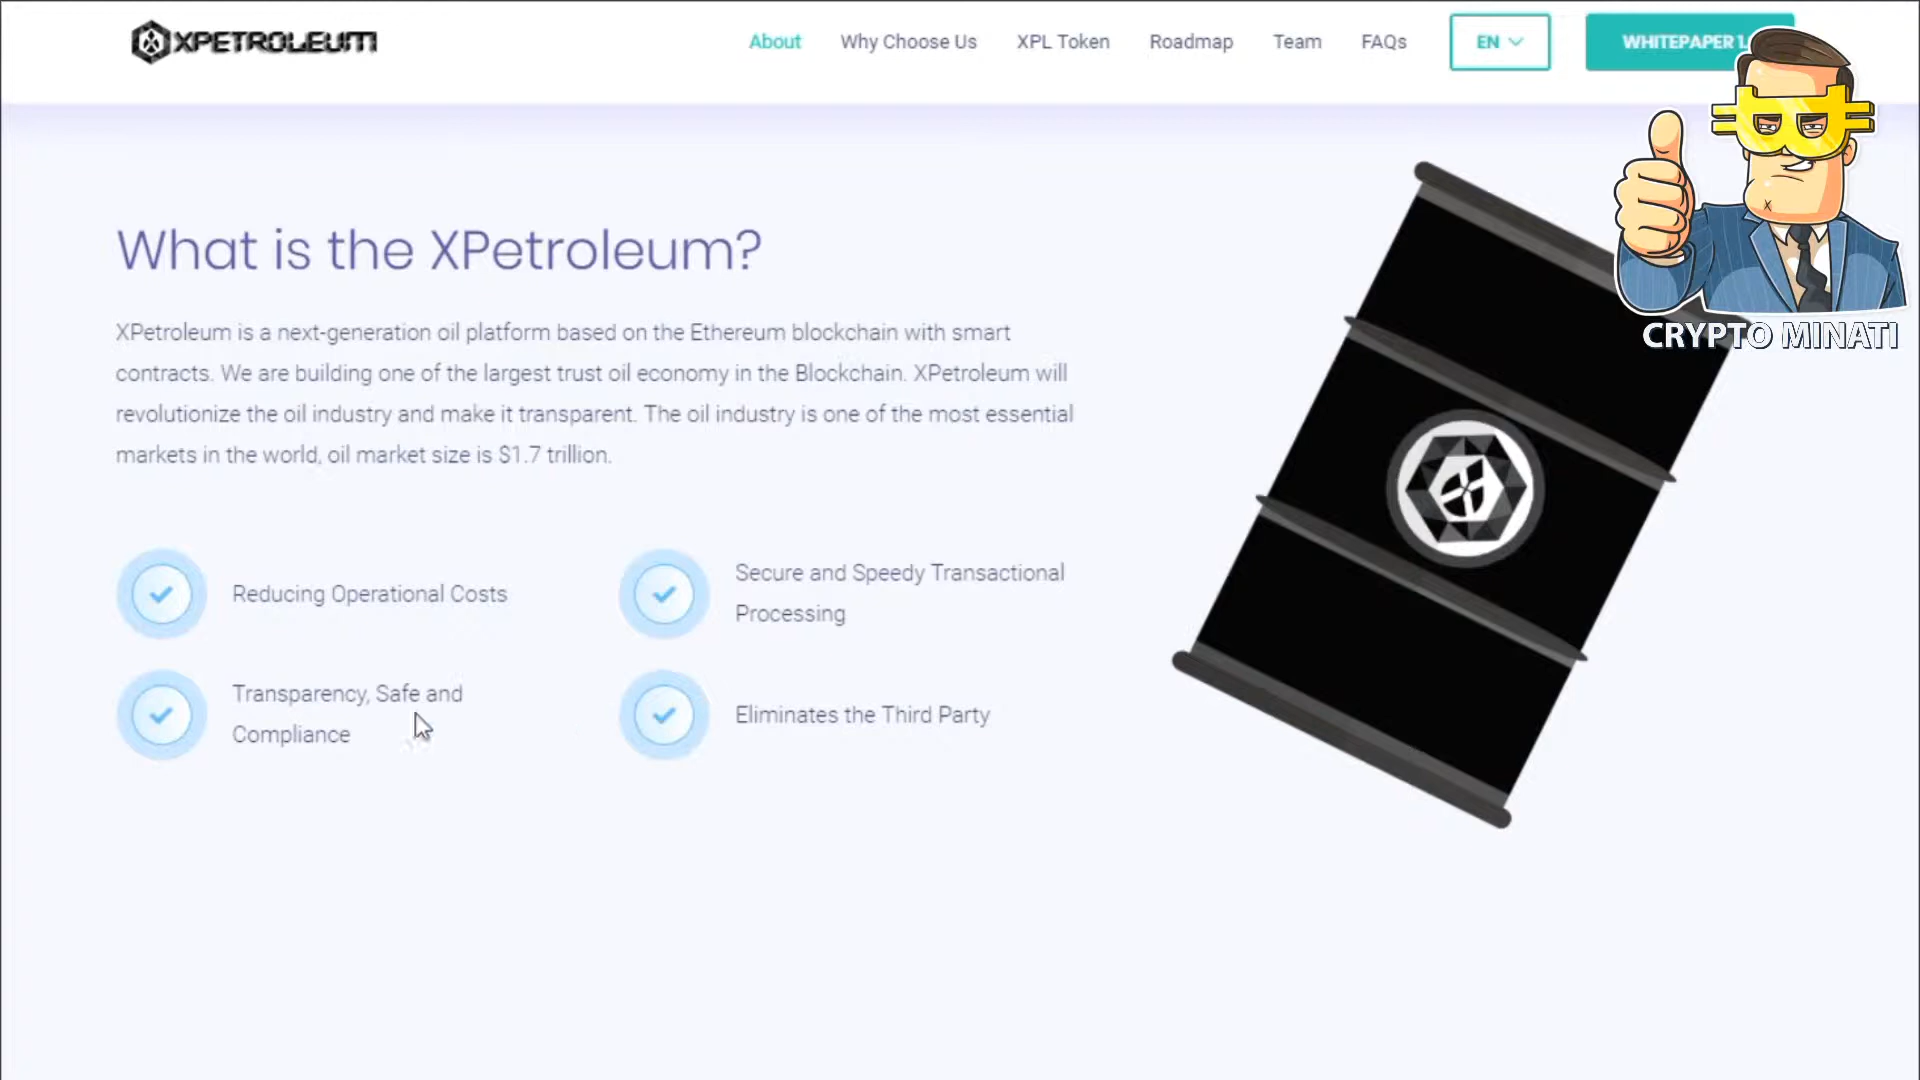 XPETROLEUM
About Why Choose Us XPL Token Roadmap Team FAQs EN WHITEPAPER 1.
CRYPTO MINATI
What is the XPetroleum?
XPetroleum is a next-generation oil platform based on the Ethereum blockchain with smart
contracts. We are building one of the largest trust oil economy in the Blockchain. XPetroleum will
revolutionize the oil industry and make it transparent. The oil industry is one of the most essential
markets in the world, oil market size is $1.7 trillion.
Reducing Operational Costs
Secure and Speedy Transactional
Processing
Transparency, Safe and
Compliance
Eliminates the Third Party